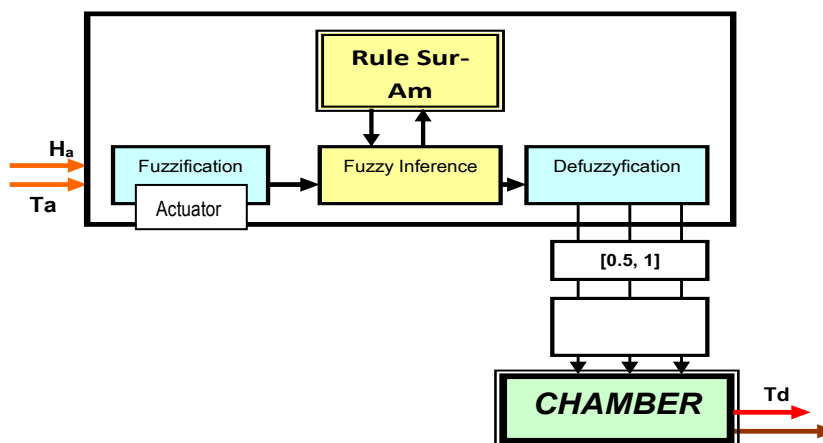 Rule Sur-
Am
Ha
Ta
Fuzzification
Actuator
Fuzzy Inference
Defuzzyfication
[0.5, 1]
CHAMBER
Td